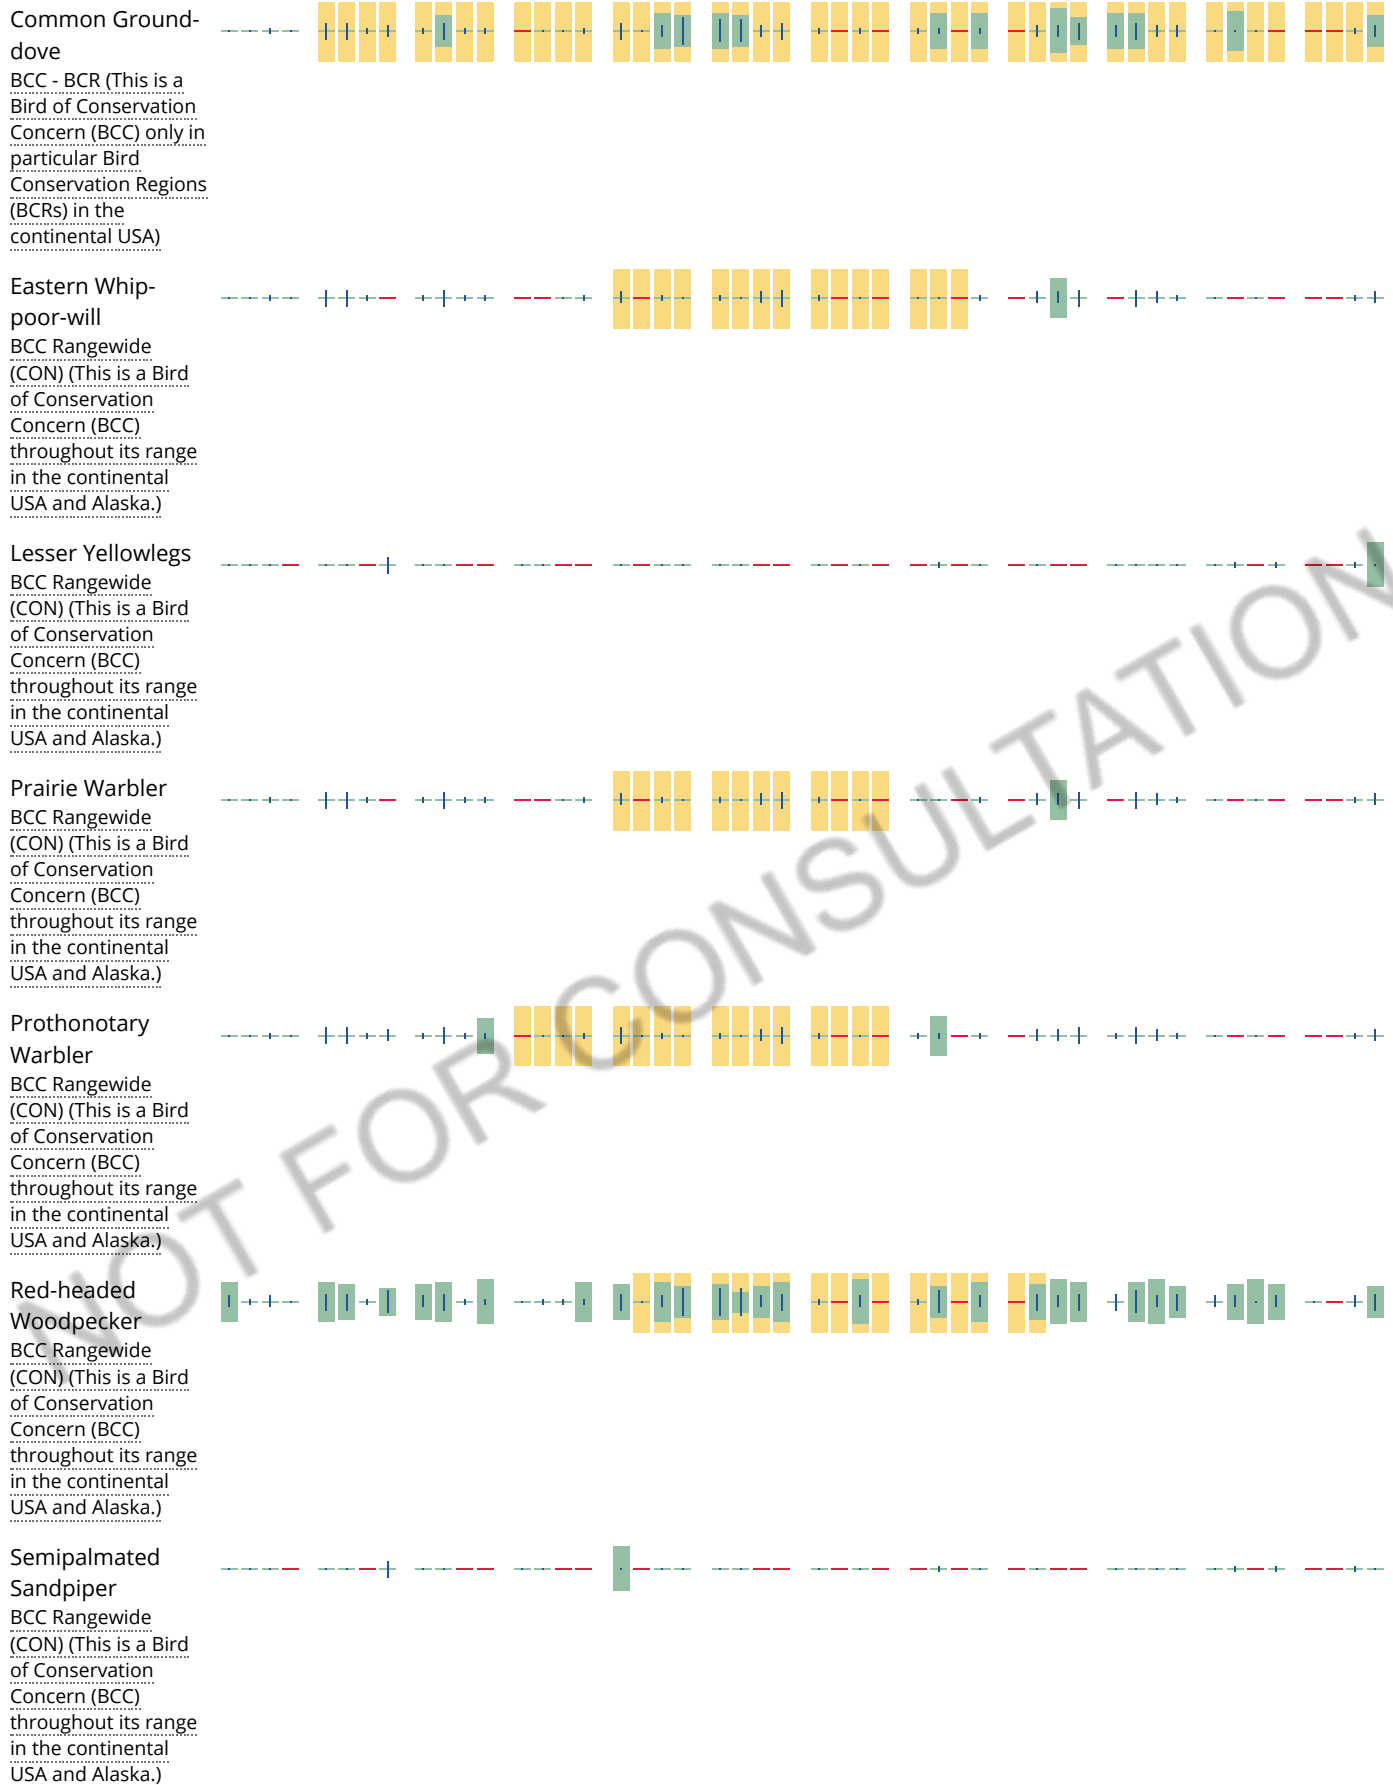 Common Ground-
dove
BCC - BCR (This is a
Bird of Conservation
Concern (BCC) only in
particular Bird
Conservation Regions
(BCRs) in the
continental USA)
Eastern Whip-
poor-will
BCC Rangewide
(CON) (This is a Bird
of Conservation
Concern (BCC)
throughout its range
in the continental
USA and Alaska.)
Lesser Yellowlegs
BCC Rangewide
(CON) (This is a Bird
of Conservation
Concern (BCC)
throughout its range
in the continental
USA and Alaska.)
Prairie Warbler
BCC Rangewide
(CON) (This is a Bird
of Conservation
Concern (BCC)
throughout its range
in the continental
USA and Alaska.)
Prothonotary
Warbler
BCC Rangewide
(CON) (This is a Bird
of Conservation
Concern (BCC)
throughout its range
in the continental
USA and Alaska.)
Red-headed
Woodpecker
BCC Rangewide
(CON) (This is a Bird
of Conservation
Concern (BCC)
throughout its range
in the continental
USA and Alaska.)
Semipalmated
Sandpiper
BCC Rangewide
(CON) (This is a Bird
of Conservation
Concern (BCC)
throughout its range
in the continental
USA and Alaska.)
NOT FOR CONSULTATION